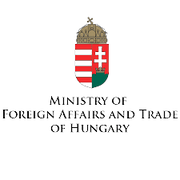 MINISTRY OF
FOREIGN AFFAIRS AND TRADE
OF HUNGARY